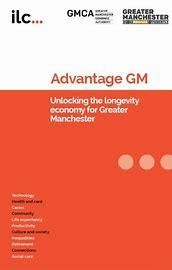 ilc...
GMCA
GREATER
MANCHESTER
COMBINED
AUTHORITY
GREATER
MANCHESTER
Advantage GM
Unlocking the longevity
economy for Greater
Manchester
Technology
Health and care
Carers
Community
Life expectancy
Productivity
Culture and society
Inequalities
Retirement
Connections
Social care